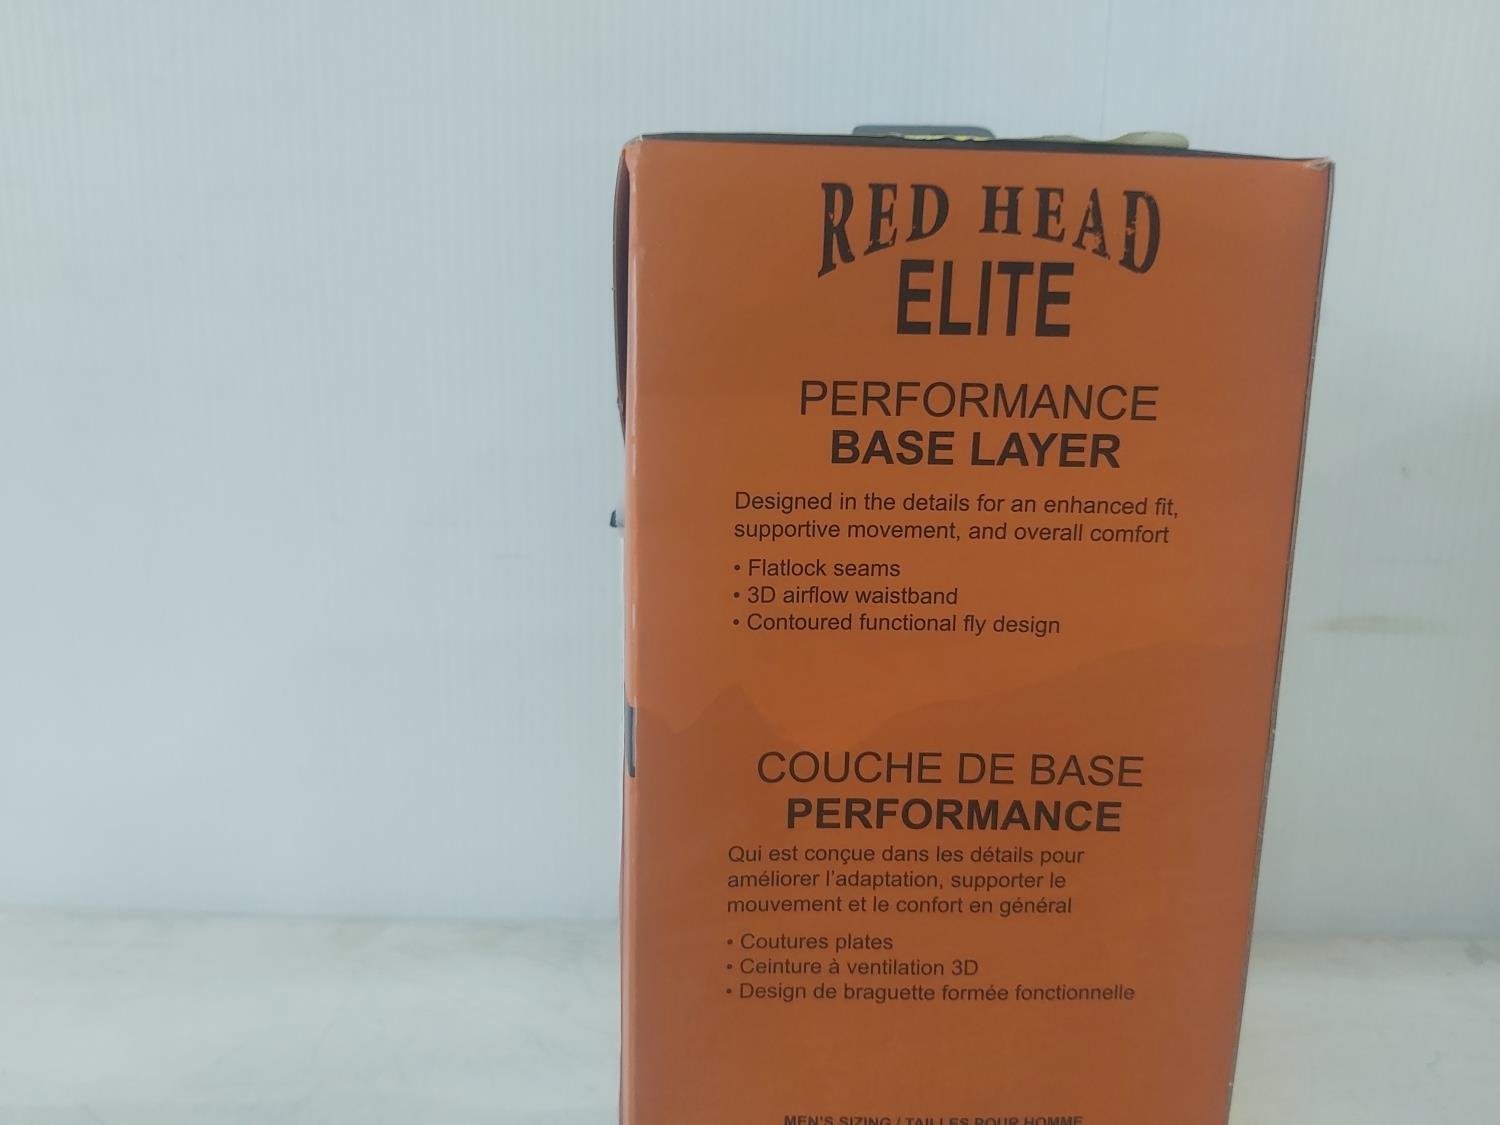 RED HEAD
ELITE
PERFORMANCE
BASE LAYER
Designed in the details for an enhanced fit,
supportive movement, and overall comfort
• Flatlock seams
• 3D airflow waistband
• Contoured functional fly design
COUCHE DE BASE
PERFORMANCE
Qui est conçue dans les détails pour
améliorer l'adaptation, supporter le
mouvement et le confort en général
• Coutures plates
• Ceinture à ventilation 3D
• Design de braguette formée fonctionnelle
MEN'S SIZING / TAILLES POUR HOMME